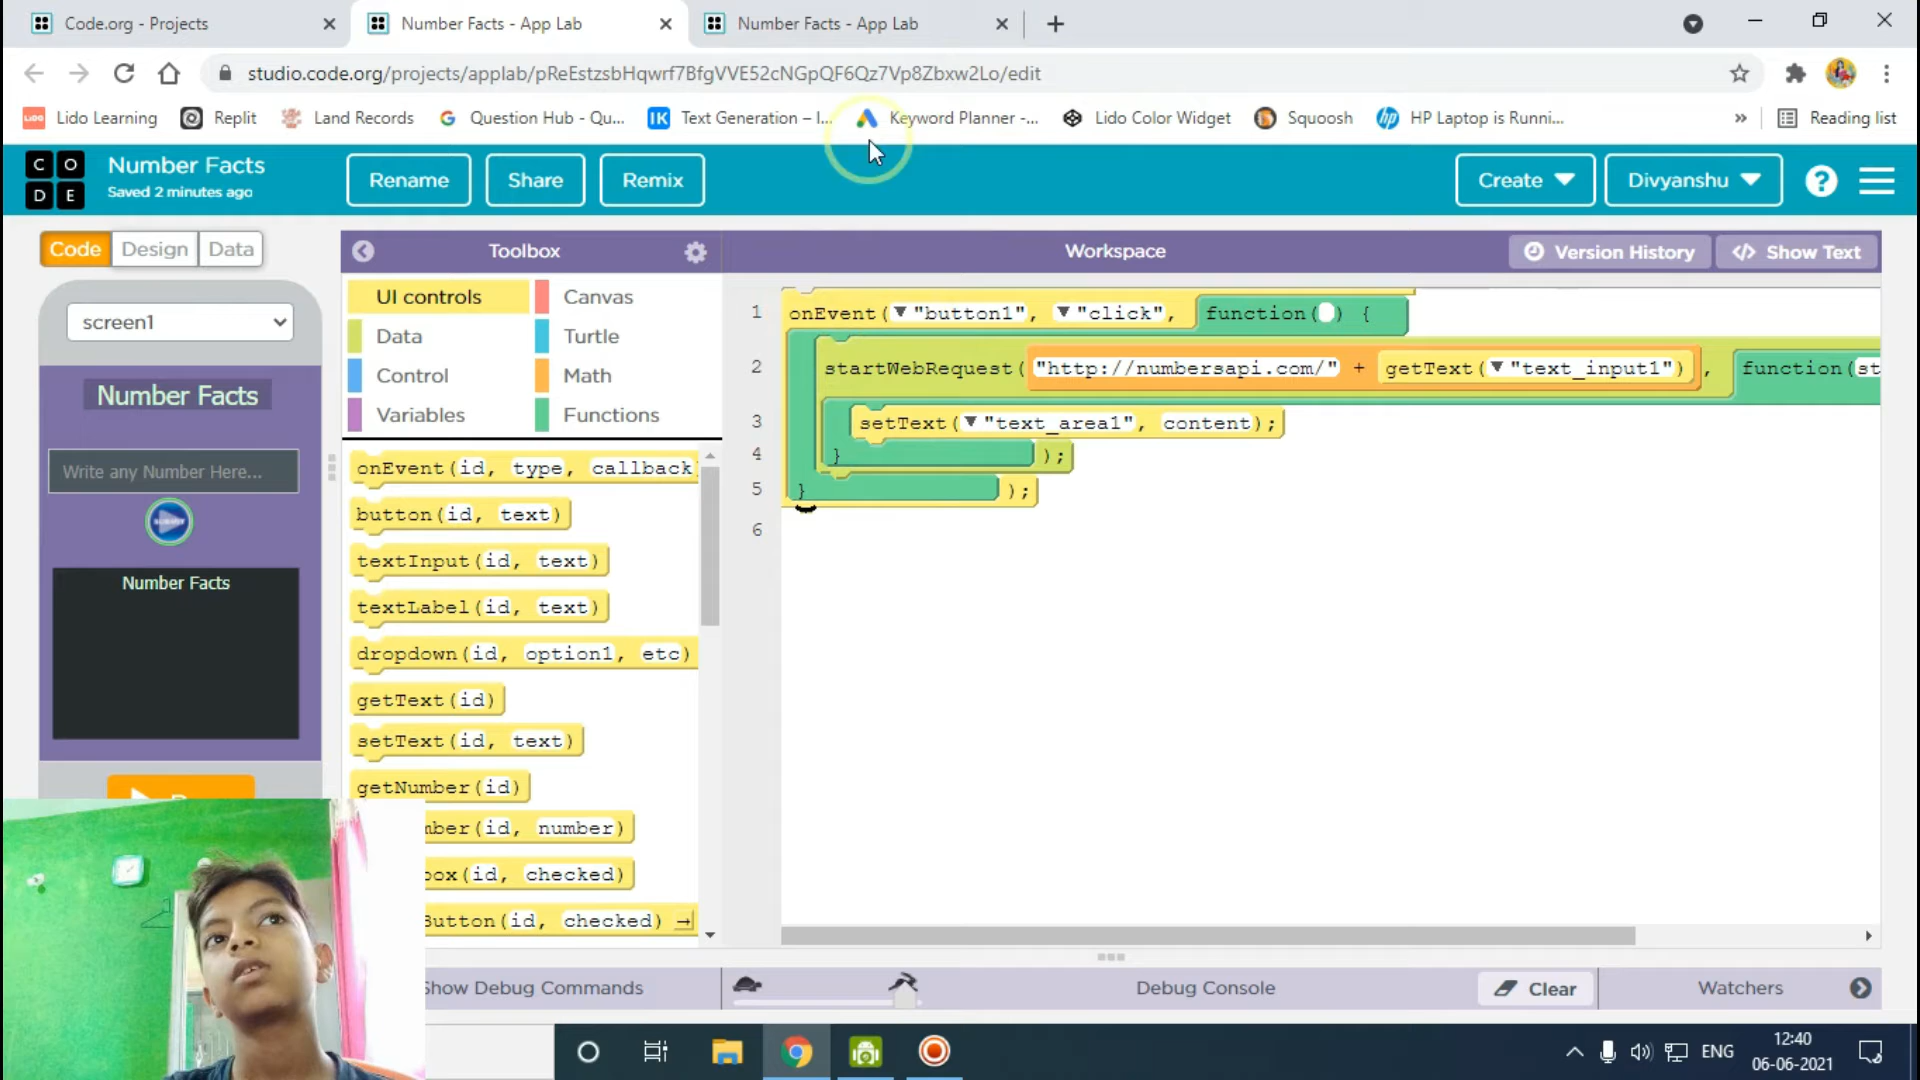 Code.org - Projects
Number Facts - App Lab
Number Facts - App Lab
studio.code.org/projects/applab/pReEstzsbHqwrf7BfgVVE52cNGpQF6Qz7Vp8Zbxw2Lo/edit
Lido Learning
Replit
Land Records
Question Hub - Qu...
Text Generation – I...
Keyword Planner -...
Lido Color Widget
Squoosh
HP Laptop is Runni...
»
Reading list
C O
D E
Number Facts
Saved 2 minutes ago
Rename
Share
Remix
Create
Divyanshu
?
Code
Design
Data
Toolbox
Workspace
Version History
</> Show Text
screen1
Number Facts
Write any Number Here...
Number Facts
UI controls
Canvas
Data
Turtle
Control
Math
Variables
Functions
onEvent(id, type, callback)
button(id, text)
textInput(id, text)
textLabel(id, text)
dropdown(id, option1, etc)
getText(id)
setText(id, text)
getNumber(id)
mber(id, number)
box(id, checked)
Button(id, checked)
1 onEvent("button1", "click", function() {
2 startWebRequest("http://numbersapi.com/" + getText("text_input1"), function(st
3 setText("text_area1", content);
4 } );
5 } );
6
Show Debug Commands
Debug Console
Clear
Watchers
ENG
12:40
06-06-2021